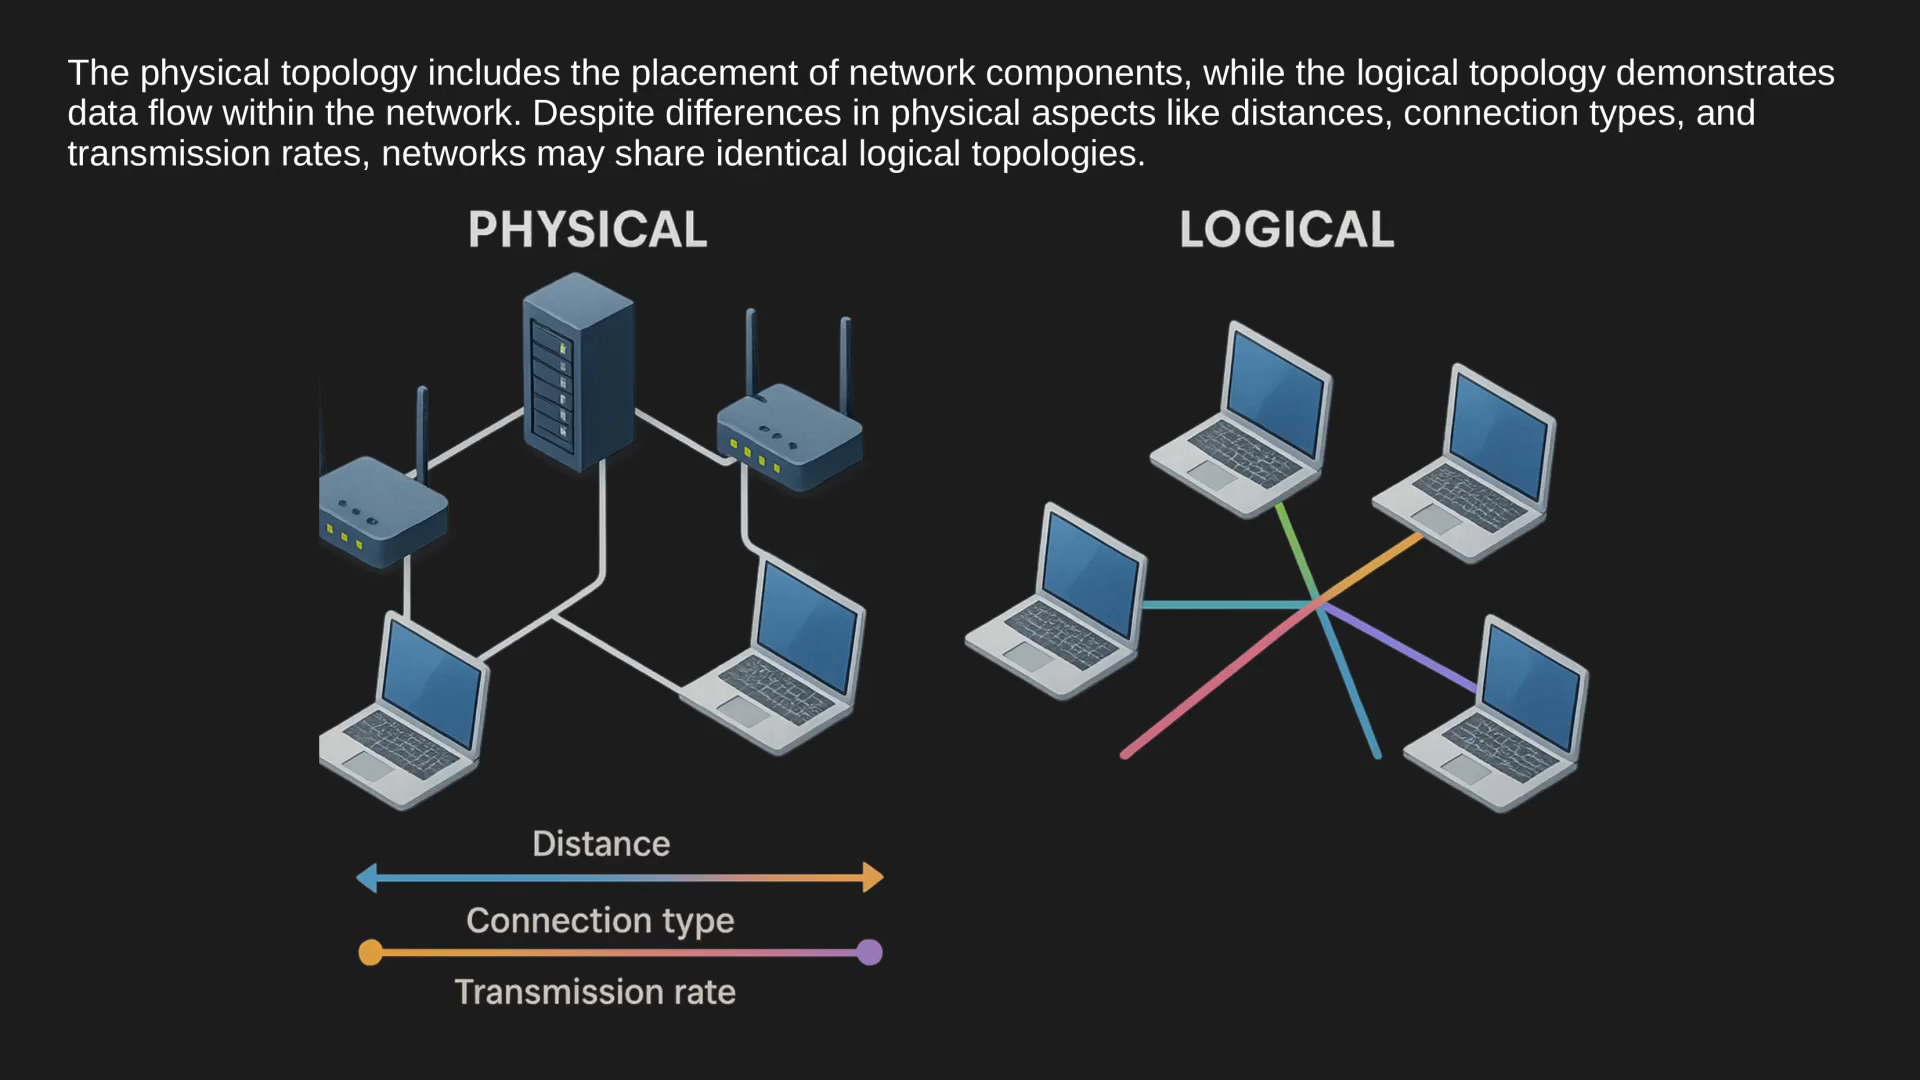 The physical topology includes the placement of network components, while the logical topology demonstrates
data flow within the network. Despite differences in physical aspects like distances, connection types, and
transmission rates, networks may share identical logical topologies.
PHYSICAL
LOGICAL
Distance
Connection type
Transmission rate